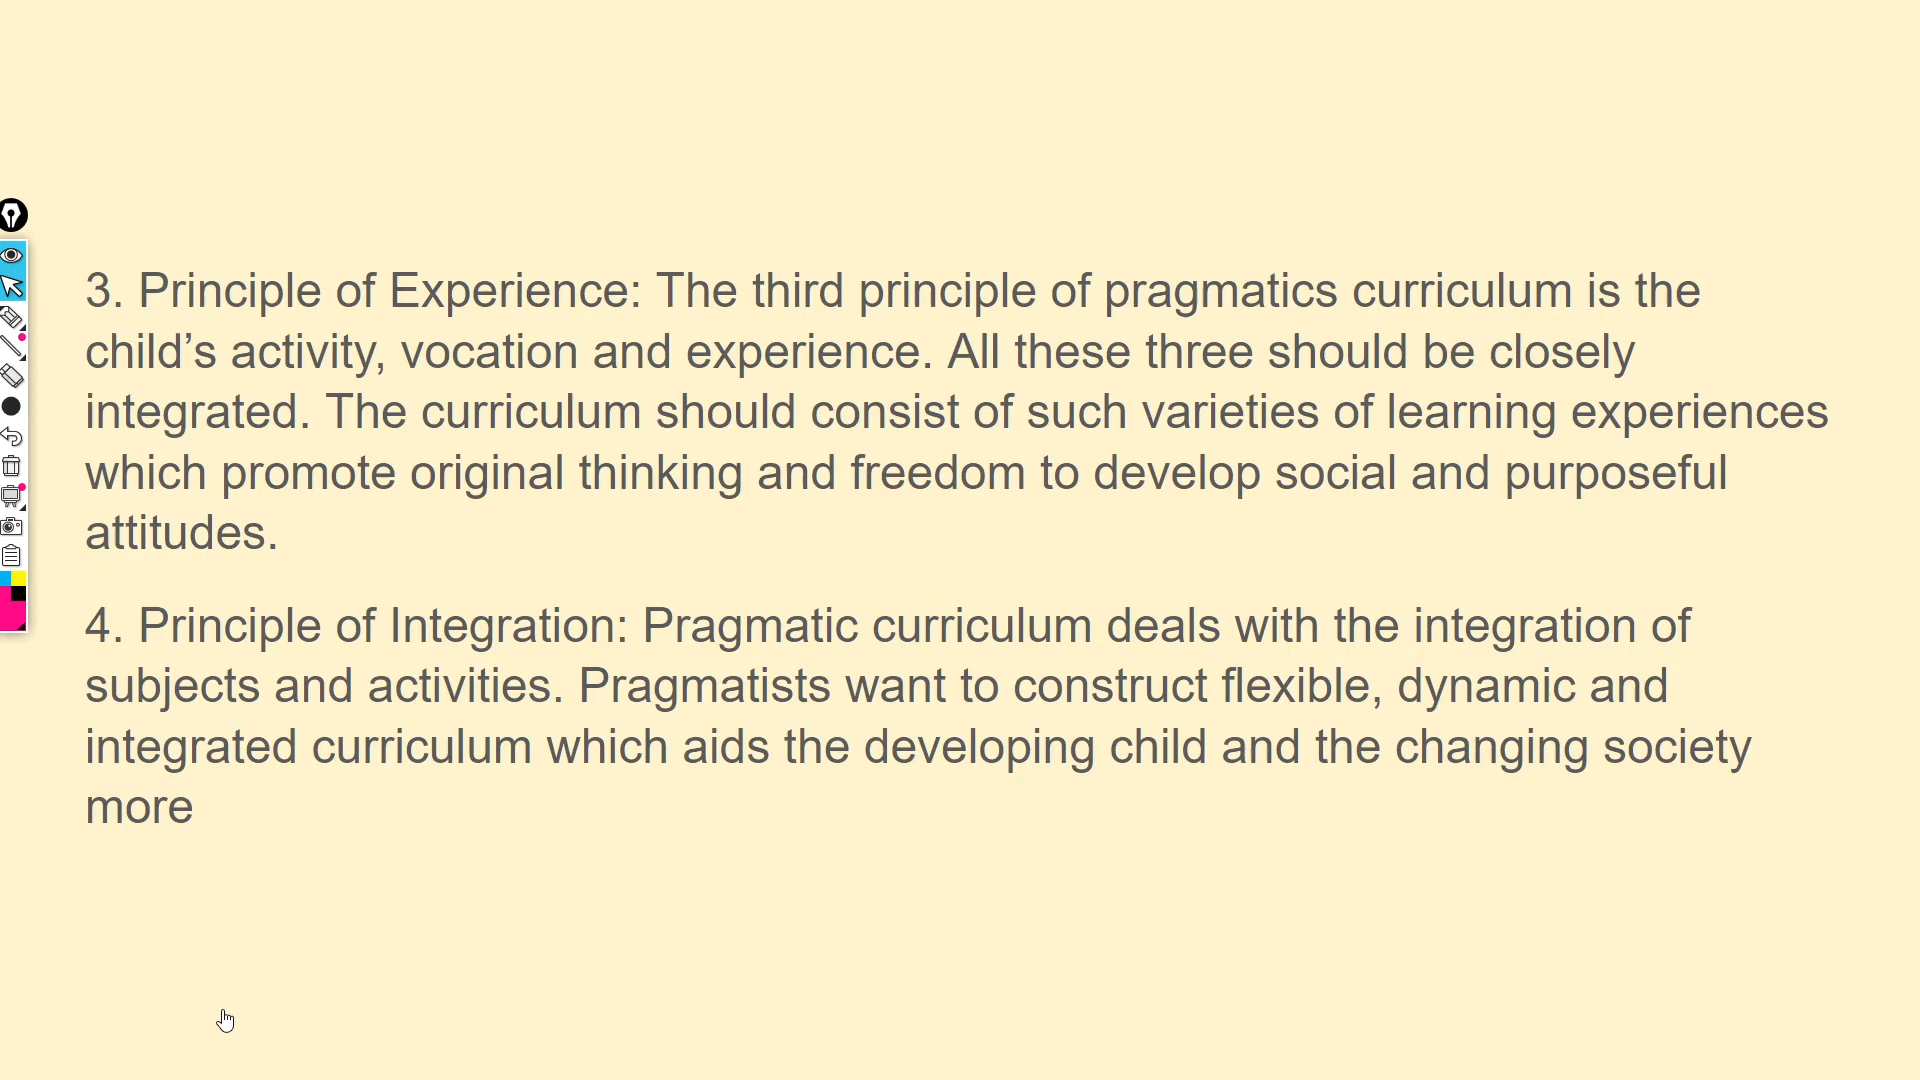 3. Principle of Experience: The third principle of pragmatics curriculum is the
child’s activity, vocation and experience. All these three should be closely
integrated. The curriculum should consist of such varieties of learning experiences
which promote original thinking and freedom to develop social and purposeful
attitudes.
4. Principle of Integration: Pragmatic curriculum deals with the integration of
subjects and activities. Pragmatists want to construct flexible, dynamic and
integrated curriculum which aids the developing child and the changing society
more